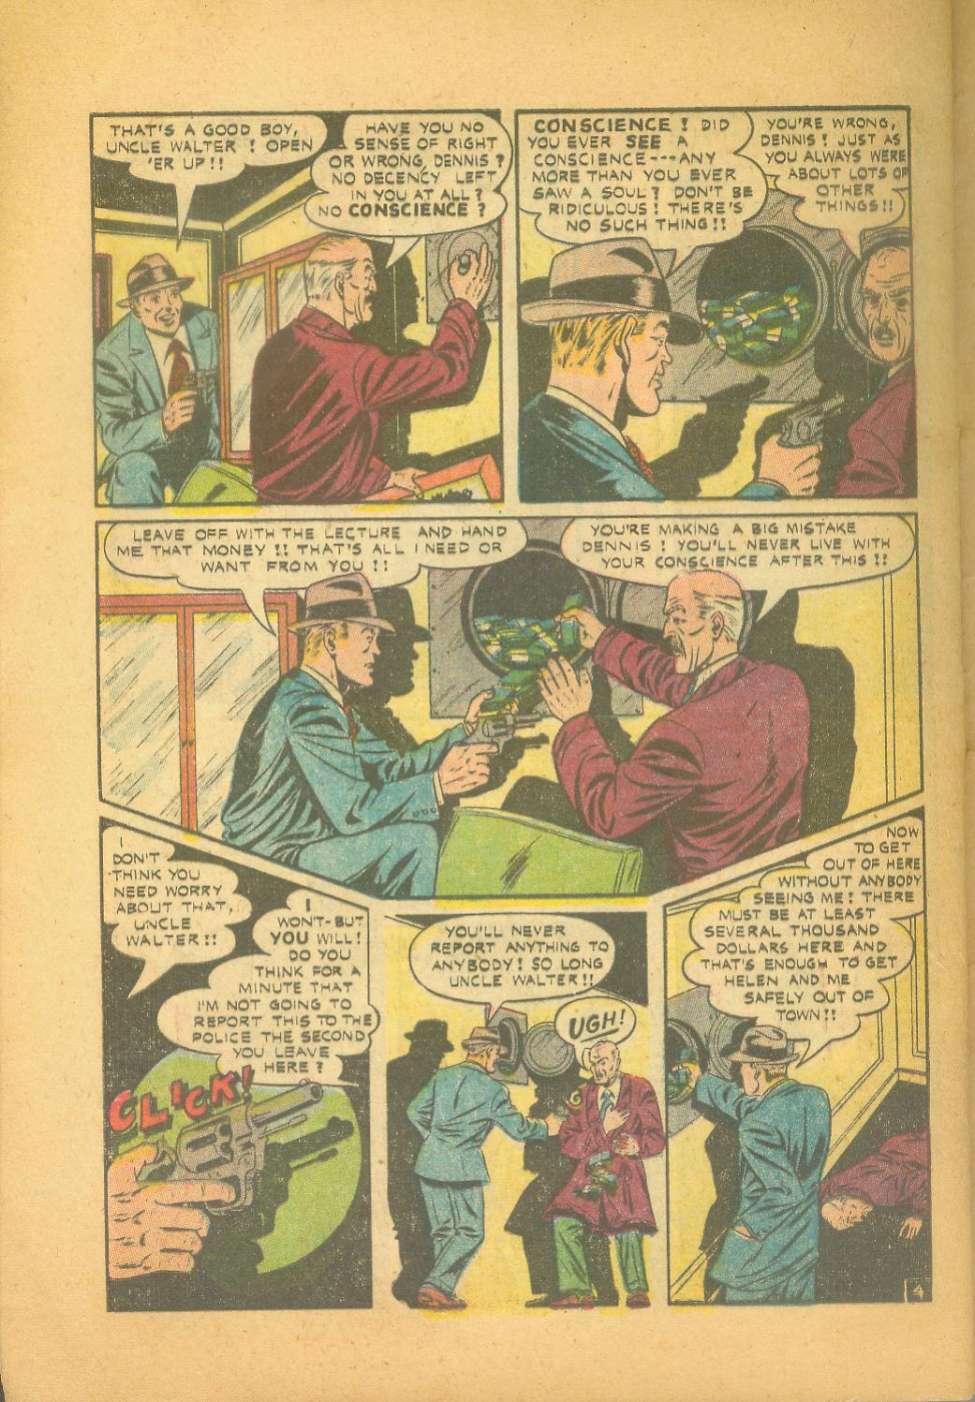 THAT'S A GOOD BOY,
UNCLE WALTER! OPEN
'ER UP!!
HAVE YOU NO
SENSE OF RIGHT
OR WRONG, DENNIS?
NO DECENCY LEFT
IN YOU AT ALL?
NO CONSCIENCE?
CONSCIENCE! DID
YOU EVER SEE A
CONSCIENCE---ANY
MORE THAN YOU EVER
SAW A SOUL? DON'T BE
RIDICULOUS! THERE'S
NO SUCH THING!!
YOU'RE WRONG,
DENNIS! JUST AS
YOU ALWAYS WERE
ABOUT LOTS OF
OTHER
THINGS!!
LEAVE OFF WITH THE LECTURE AND HAND
ME THAT MONEY!! THAT'S ALL I NEED OR
WANT FROM YOU!!
YOU'RE MAKING A BIG MISTAKE
DENNIS! YOU'LL NEVER LIVE WITH
YOUR CONSCIENCE AFTER THIS!!
I
DON'T
THINK YOU
NEED WORRY
ABOUT THAT,
UNCLE
WALTER!!
I
WON'T-BUT
YOU WILL!
DO YOU
THINK FOR A
MINUTE THAT
I'M NOT GOING TO
REPORT THIS TO THE
POLICE THE SECOND
YOU LEAVE
HERE?
CLICK!
YOU'LL NEVER
REPORT ANYTHING TO
ANYBODY! SO LONG
UNCLE WALTER!!
UGH!
NOW
TO GET
OUT OF HERE
WITHOUT ANYBODY
SEEING ME! THERE
MUST BE AT LEAST
SEVERAL THOUSAND
DOLLARS HERE AND
THAT'S ENOUGH TO GET
HELEN AND ME
SAFELY OUT OF
TOWN!!
4